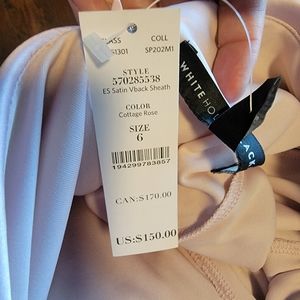 COLL
SP202M1
STYLE
570285538
ES Satin Vback Sheath
COLOR
Cottage Rose
SIZE
6
194299783857
CAN:$170.00
US:$150.00
WHITE HO
ACK